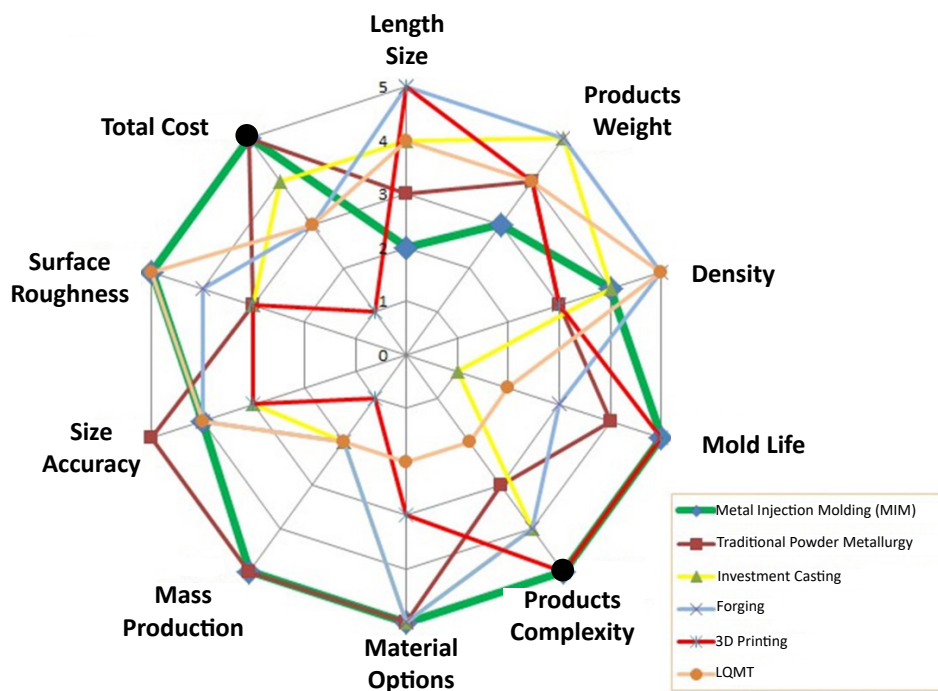 Length
Size
Products
Weight
Total Cost
5
4
3
2
1
0
Density
Surface
Roughness
Size
Accuracy
Mold Life
Mass
Production
Material
Options
Products
Complexity
Metal Injection Molding (MIM)
Traditional Powder Metallurgy
Investment Casting
Forging
3D Printing
LQMT